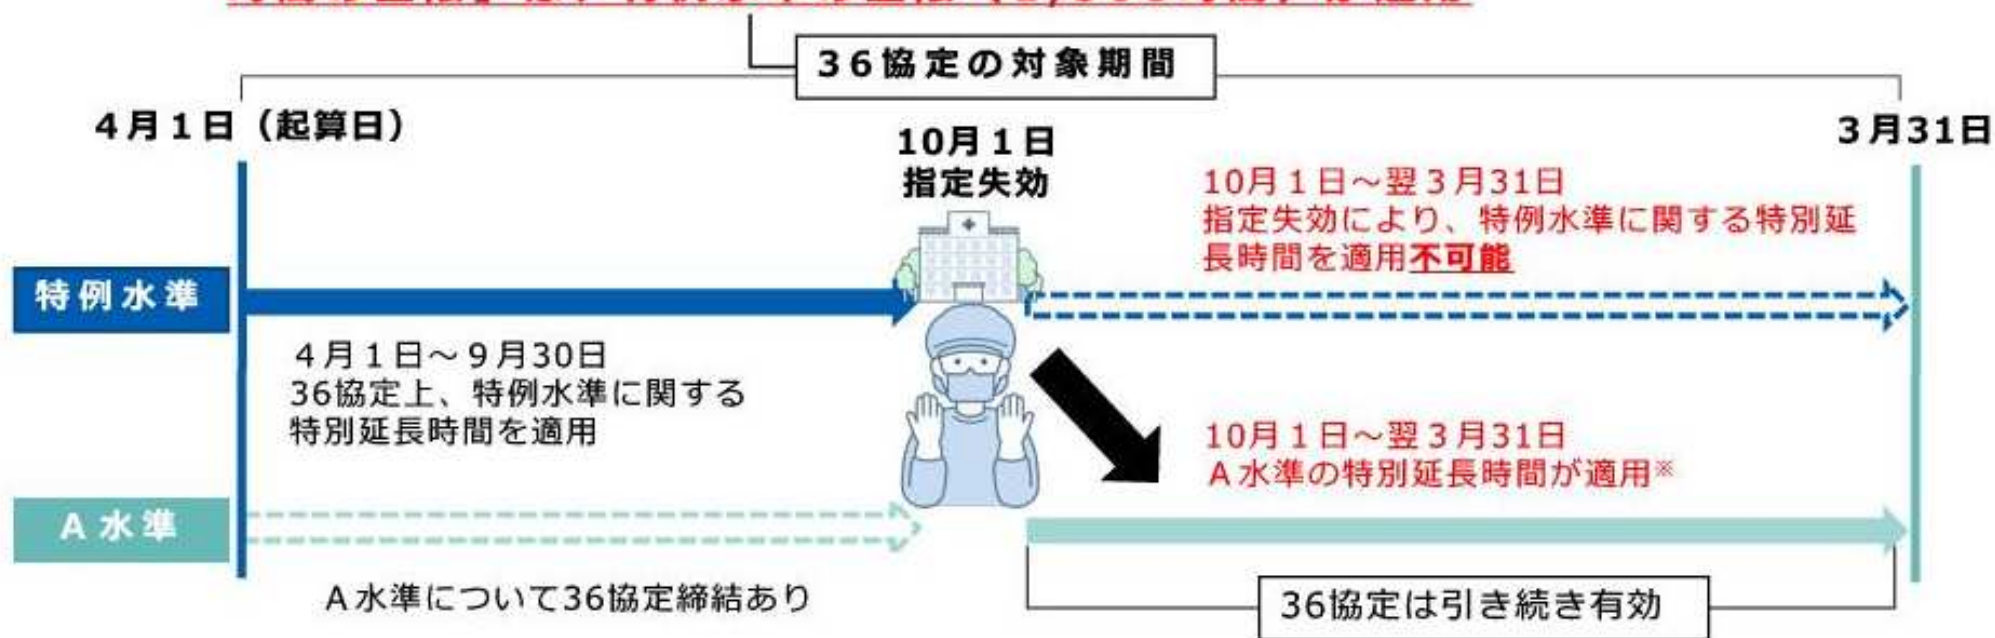 36協定の対象期間
4月1日（起算日）
10月1日
指定失効
3月31日
10月1日～翌3月31日
指定失効により、特例水準に関する特別延
長時間を適用不可能
特例水準
4月1日～9月30日
36協定上、特例水準に関する
特別延長時間を適用
10月1日～翌3月31日
A水準の特別延長時間が適用※
A水準
A水準について36協定締結あり
36協定は引き続き有効